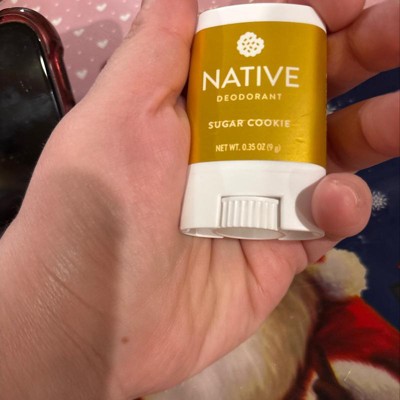 NATIVE
DEODORANT
SUGAR COOKIE
NET WT. 0.35 OZ (9 g)